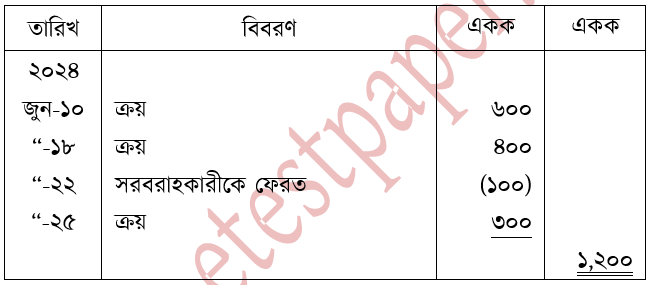 তারিখ বিবরণ একক একক
২০২৪
জুন-১০ ক্রয় ৬০০
“-১৮ ক্রয় ৪০০
“-২২ সরবরাহকারীকে ফেরত (১০০)
“-২৫ ক্রয় ৩০০
১,২০০
etestpaper